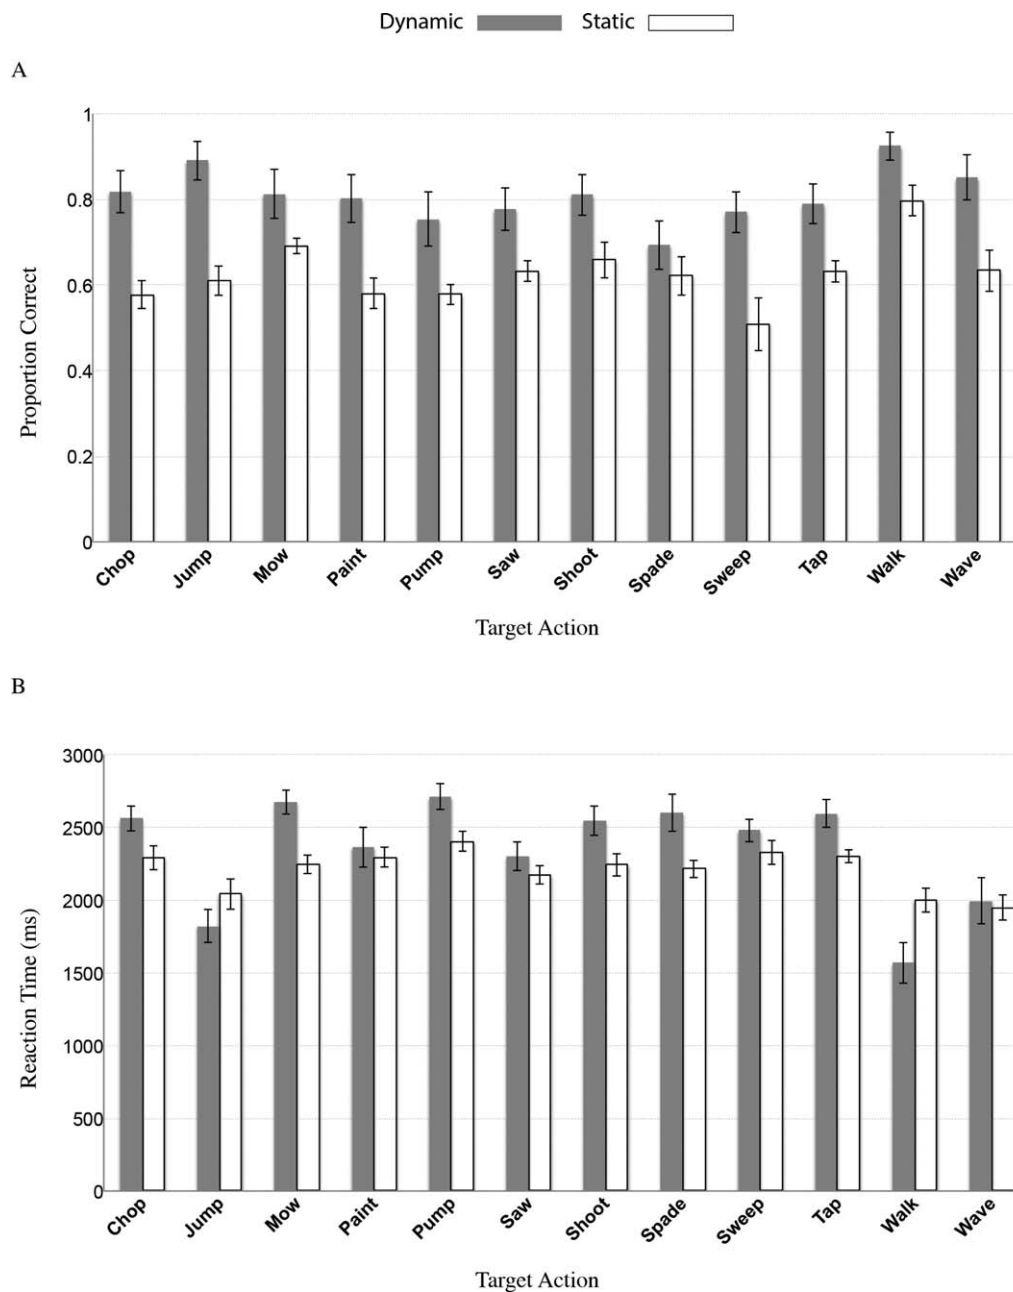 Dynamic Static
A
1
0.8
0.6
0.4
0.2
0
Proportion Correct
Chop Jump Mow Paint Pump Saw Shoot Spade Sweep Tap Walk Wave
Target Action
B
3000
2500
2000
1500
1000
500
0
Reaction Time (ms)
Chop Jump Mow Paint Pump Saw Shoot Spade Sweep Tap Walk Wave
Target Action